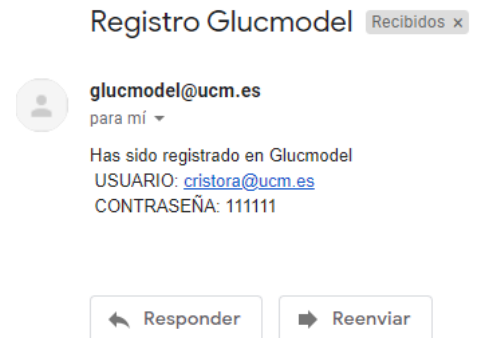 Registro Glucmodel Recibidos x
glucmodel@ucm.es
para mí
Has sido registrado en Glucmodel
USUARIO: cristora@ucm.es
CONTRASEÑA: 111111
Responder Reenviar